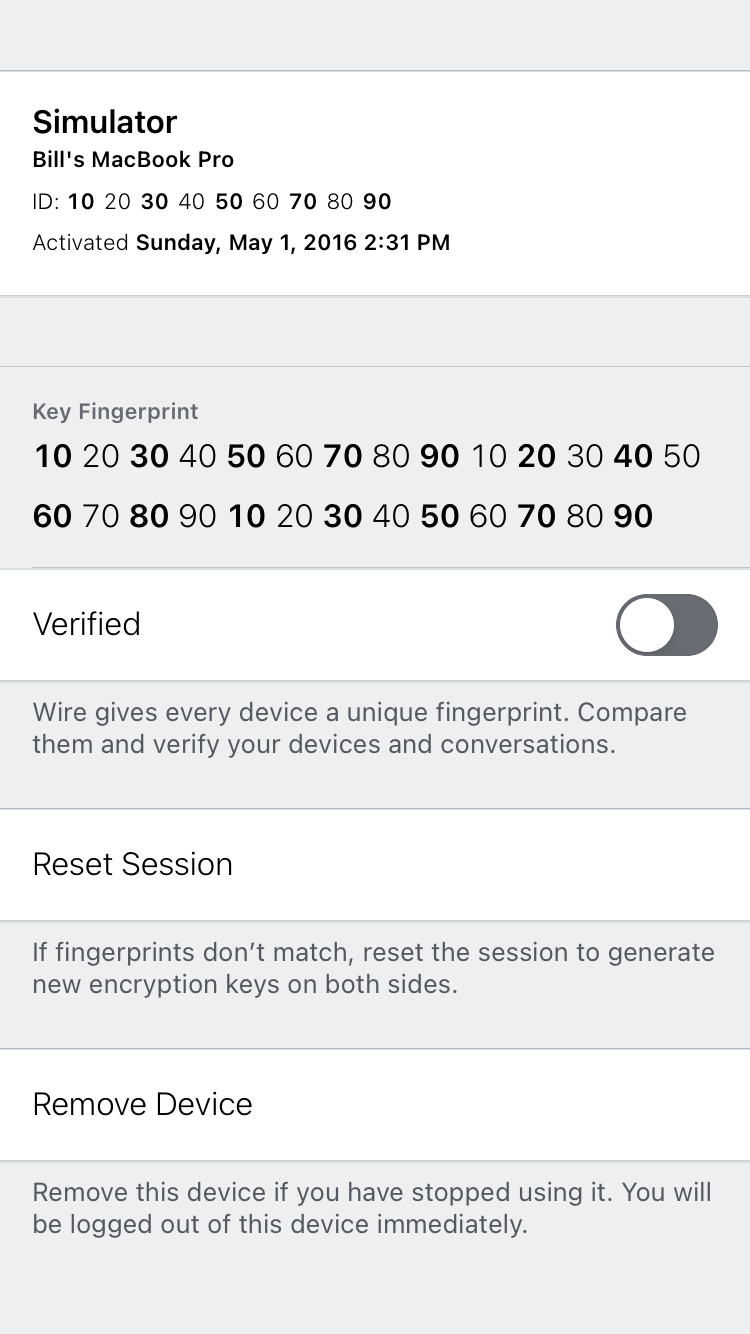 Simulator
Bill's MacBook Pro
ID: 10 20 30 40 50 60 70 80 90
Activated Sunday, May 1, 2016 2:31 PM
Key Fingerprint
10 20 30 40 50 60 70 80 90 10 20 30 40 50
60 70 80 90 10 20 30 40 50 60 70 80 90
Verified
Wire gives every device a unique fingerprint. Compare
them and verify your devices and conversations.
Reset Session
If fingerprints don’t match, reset the session to generate
new encryption keys on both sides.
Remove Device
Remove this device if you have stopped using it. You will
be logged out of this device immediately.